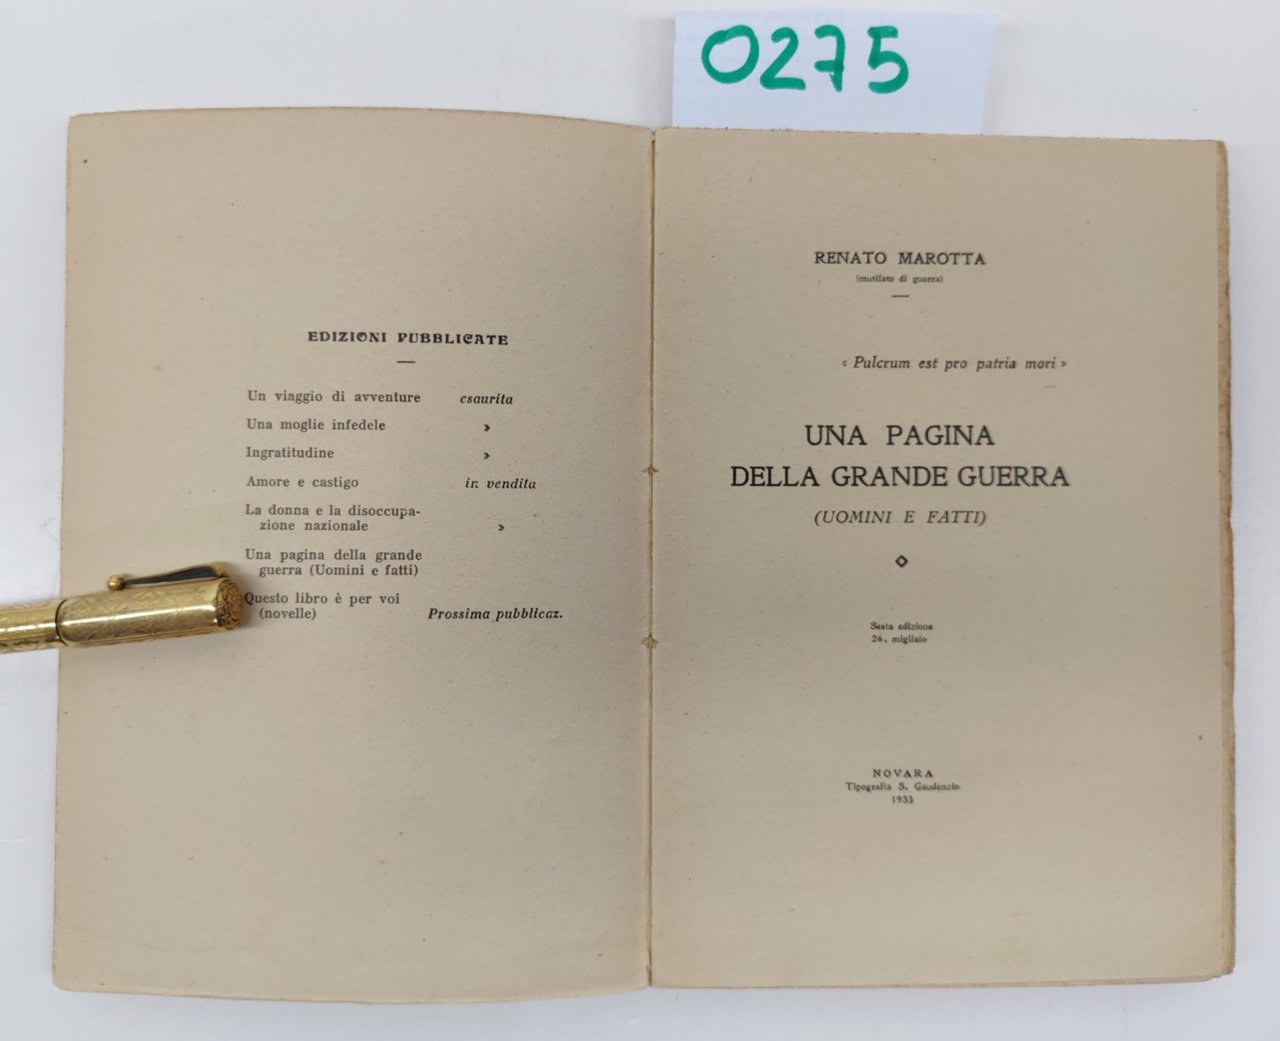 0275
EDIZIONI PUBBLICATE
Un viaggio di avventure esaurita
Una moglie infedele »
Ingratitudine »
Amore e castigo in vendita
La donna e la disoccupa-
zione nazionale »
Una pagina della grande
guerra (Uomini e fatti)
Questo libro è per voi
(novelle) Prossima pubblicaz.
RENATO MAROTTA
(mutilato di guerra)
« Pulcrum est pro patria mori »
UNA PAGINA
DELLA GRANDE GUERRA
(UOMINI E FATTI)
Sesta edizione
26. migliaio
NOVARA
Tipografia S. Gaudenzio
1933